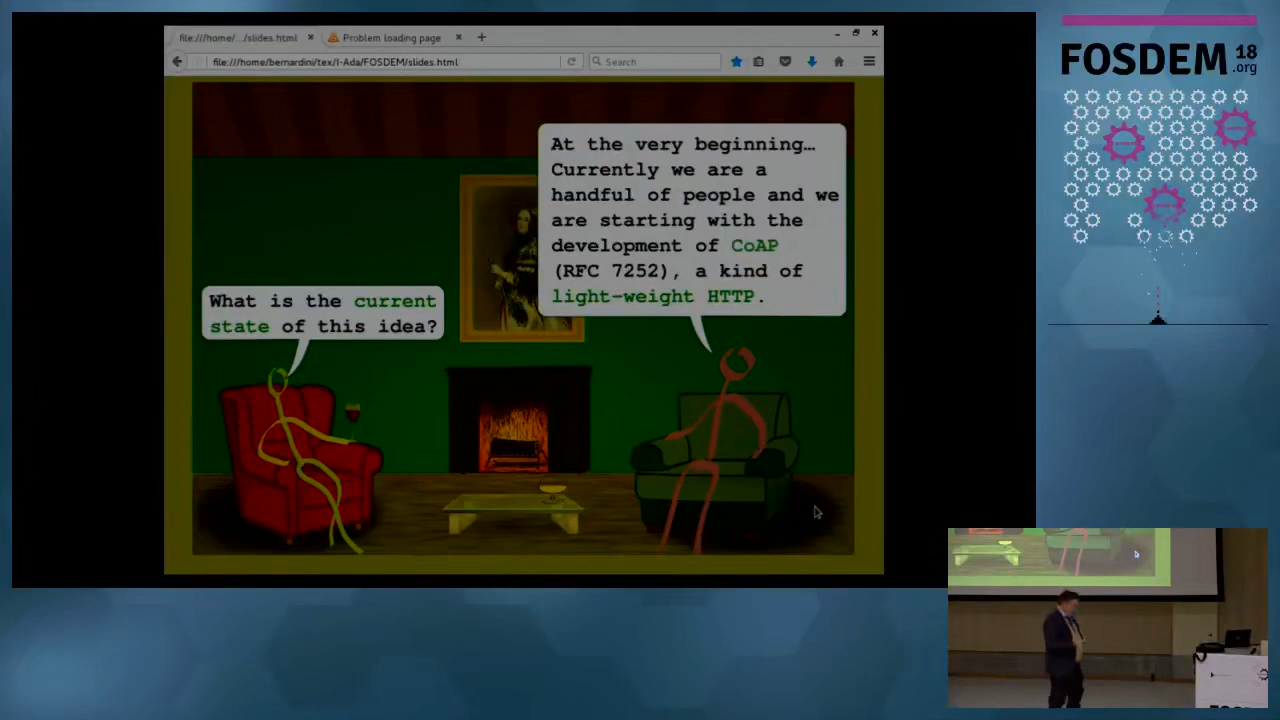 file:///home/.../slides.html
Problem loading page
file:///home/bernardini/tex/I-Ada/FOSDEM/slides.html
Search
FOSDEM 18
.org
At the very beginning…
Currently we are a
handful of people and we
are starting with the
development of CoAP
(RFC 7252), a kind of
light-weight HTTP.
What is the current
state of this idea?